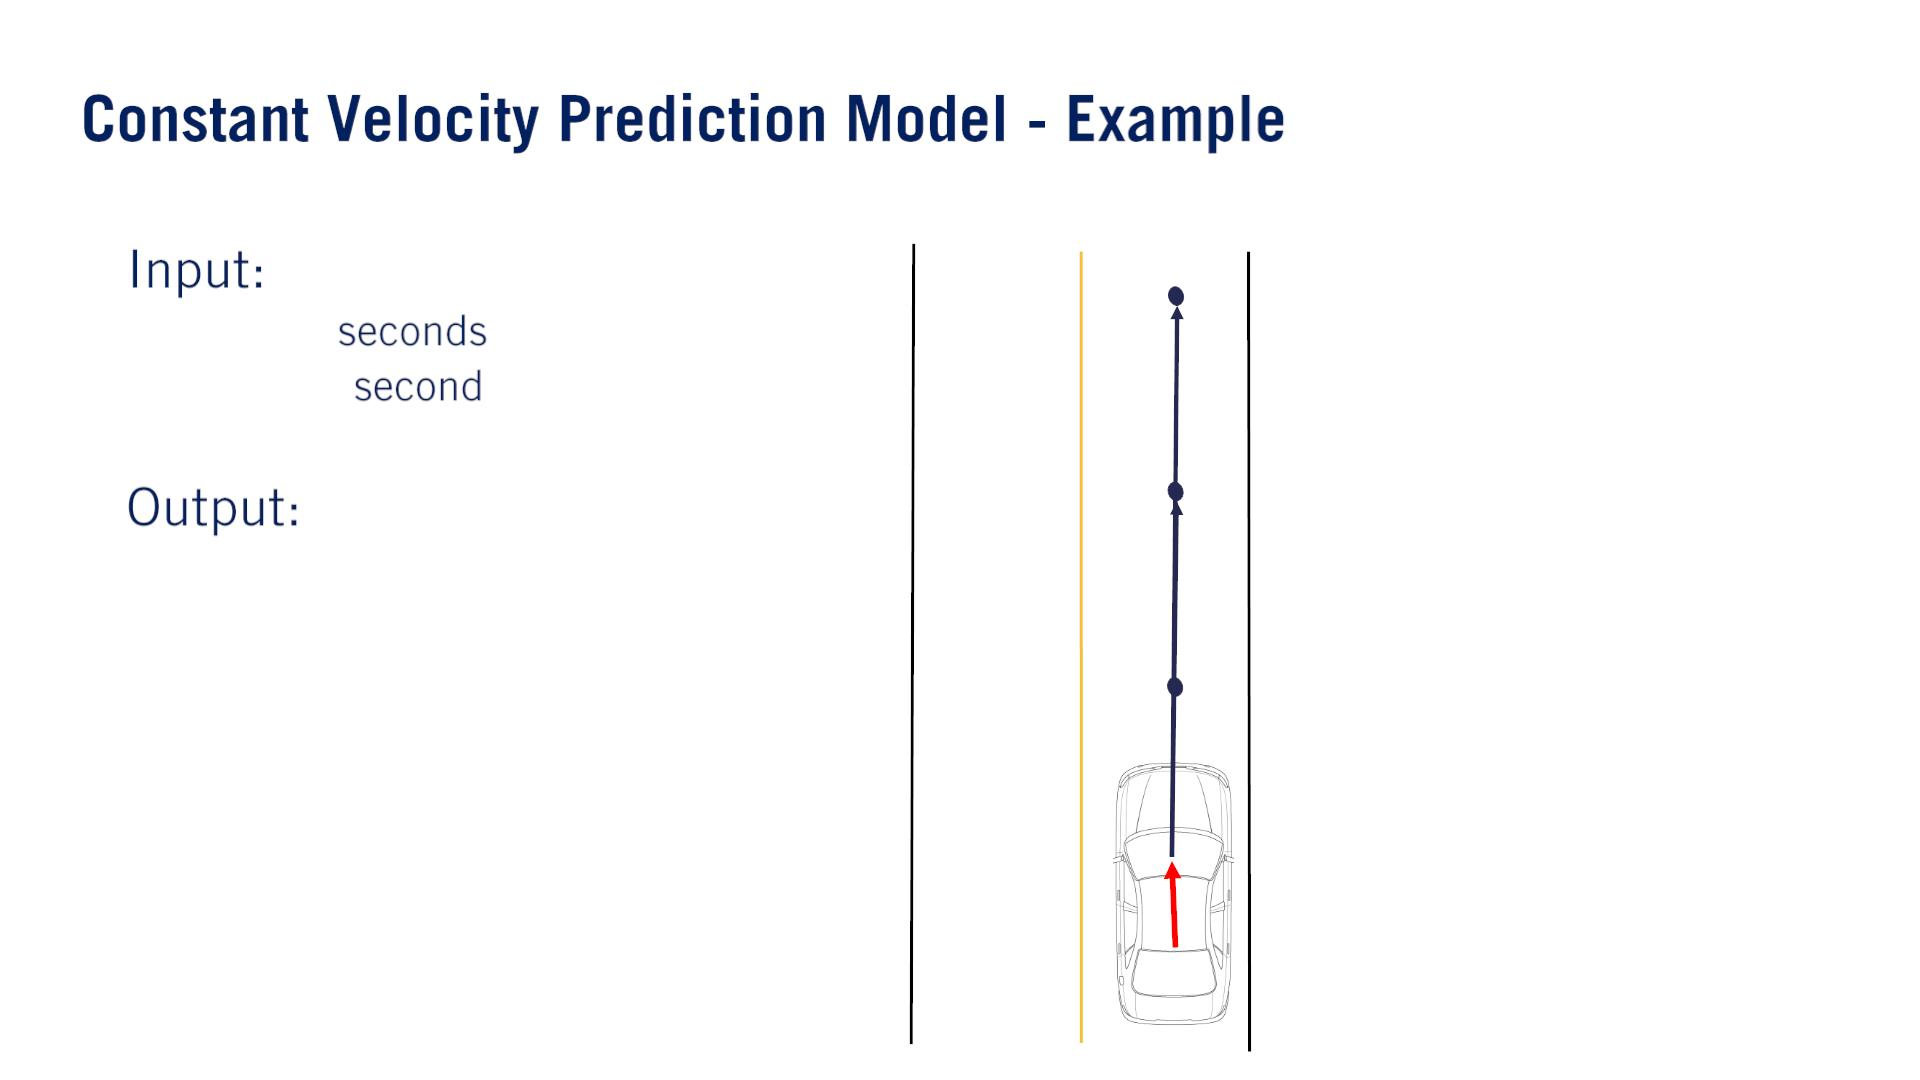 Constant Velocity Prediction Model - Example
Input:
seconds
second
Output: